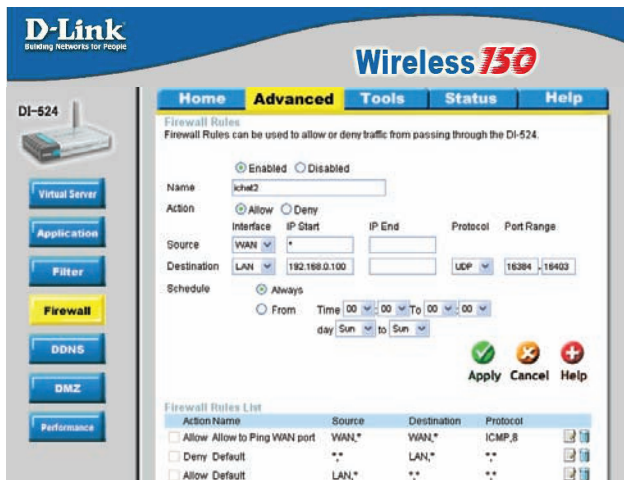 D-Link
Building Networks for People
Wireless 150
DI-524
Home Advanced Tools Status Help
Firewall Rules
Firewall Rules can be used to allow or deny traffic from passing through the DI-524.
Enabled Disabled
Name ichat2
Action Allow Deny
Interface IP Start IP End Protocol Port Range
Source WAN *
Destination LAN 192.168.0.100 UDP 16384 - 16403
Schedule Always
From Time 00 : 00 To 00 : 00
day Sun to Sun
Apply Cancel Help
Virtual Server
Application
Filter
Firewall
DDNS
DMZ
Performance
Firewall Rules List
Action Name Source Destination Protocol
Allow Allow to Ping WAN port WAN,* WAN,* ICMP,8
Deny Default *,* LAN,* *,*
Allow Default LAN,* *,* *,*